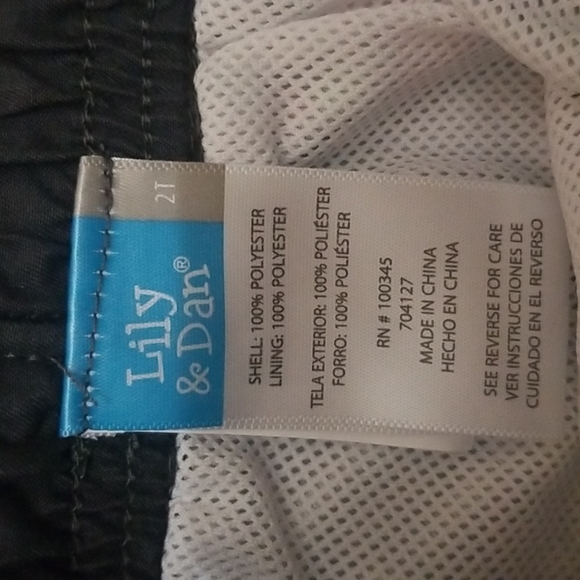 Lily
& Dan®
2T
SHELL: 100% POLYESTER
LINING: 100% POLYESTER
TELA EXTERIOR: 100% POLIÉSTER
FORRO: 100% POLIÉSTER
RN # 100345
704127
MADE IN CHINA
HECHO EN CHINA
SEE REVERSE FOR CARE
VER INSTRUCCIONES DE
CUIDADO EN EL REVERSO